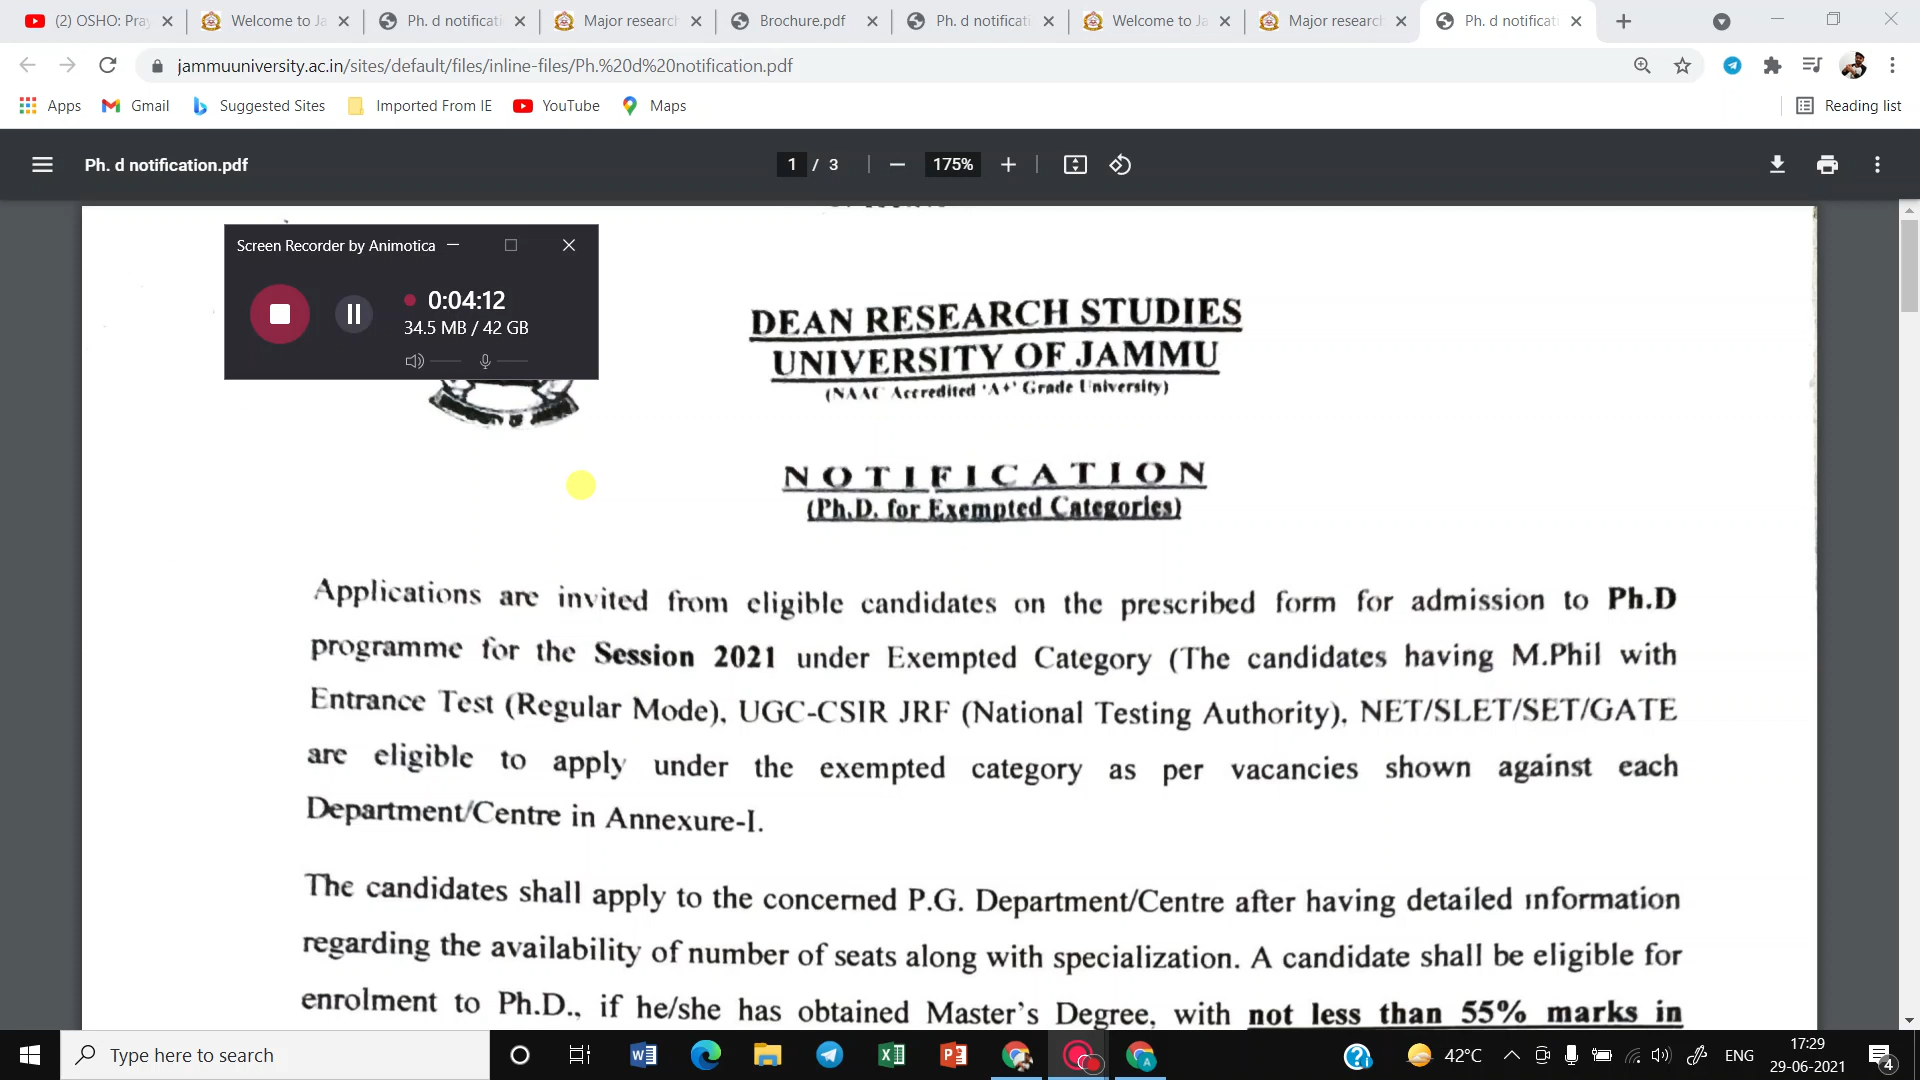 (2) OSHO: Pray
Welcome to Ja
Ph. d notificati
Major research
Brochure.pdf
Ph. d notificati
Welcome to Ja
Major research
Ph. d notificati
jammuuniversity.ac.in/sites/default/files/inline-files/Ph.%20d%20notification.pdf
Apps
Gmail
Suggested Sites
Imported From IE
YouTube
Maps
Reading list
Ph. d notification.pdf
1 / 3
175%
Screen Recorder by Animotica
0:04:12
34.5 MB / 42 GB
DEAN RESEARCH STUDIES
UNIVERSITY OF JAMMU
(NAAC Accredited 'A+' Grade University)
NOTIFICATION
(Ph.D. for Exempted Categories)
Applications are invited from eligible candidates on the prescribed form for admission to Ph.D
programme for the Session 2021 under Exempted Category (The candidates having M.Phil with
Entrance Test (Regular Mode), UGC-CSIR JRF (National Testing Authority), NET/SLET/SET/GATE
are eligible to apply under the exempted category as per vacancies shown against each
Department/Centre in Annexure-I.
The candidates shall apply to the concerned P.G. Department/Centre after having detailed information
regarding the availability of number of seats along with specialization. A candidate shall be eligible for
enrolment to Ph.D., if he/she has obtained Master's Degree, with not less than 55% marks in
Type here to search
42°C
ENG
17:29
29-06-2021
4